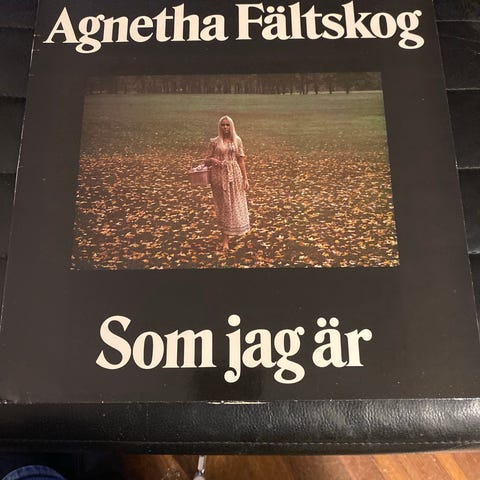 Agnetha Fältskog
Som jag är